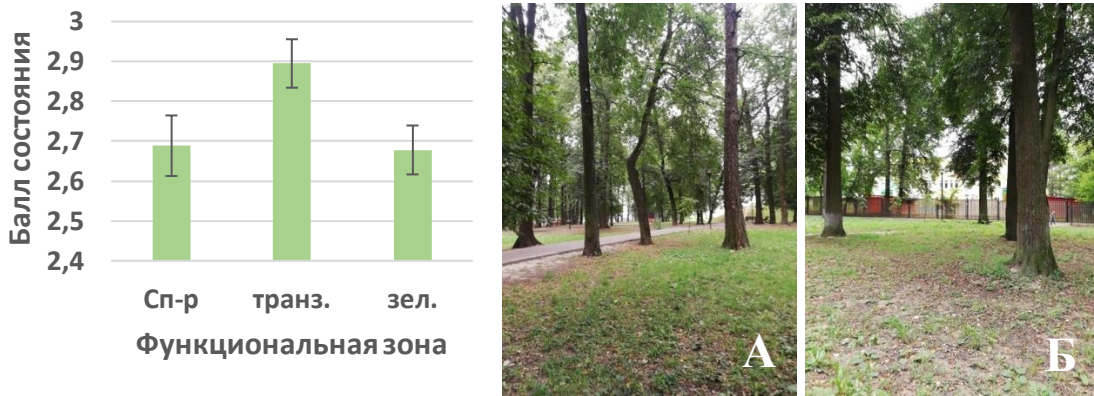 3
2,9
2,8
2,7
2,6
2,5
2,4
Балл состояния
Сп-р транз. зел.
Функциональная зона
А
Б